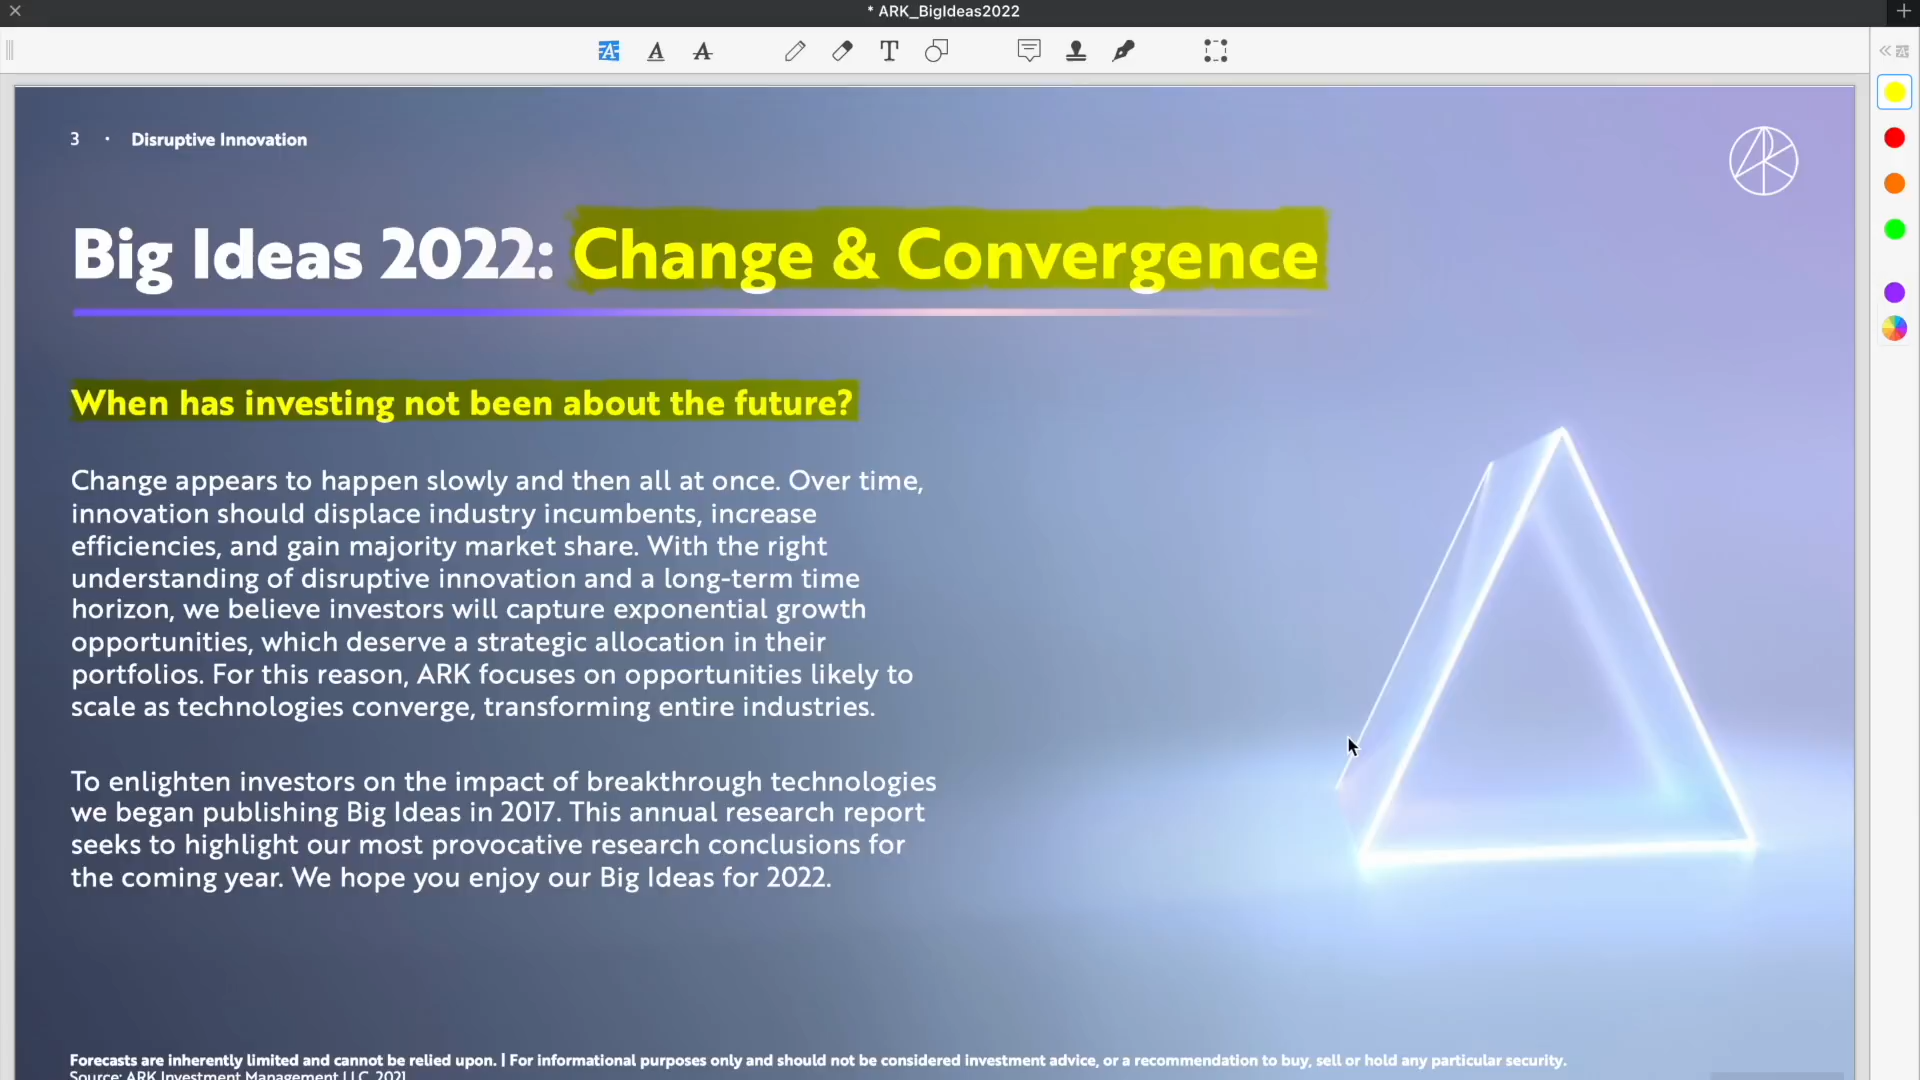 * ARK_BigIdeas2022
3 · Disruptive Innovation
Big Ideas 2022: Change & Convergence
When has investing not been about the future?
Change appears to happen slowly and then all at once. Over time,
innovation should displace industry incumbents, increase
efficiencies, and gain majority market share. With the right
understanding of disruptive innovation and a long-term time
horizon, we believe investors will capture exponential growth
opportunities, which deserve a strategic allocation in their
portfolios. For this reason, ARK focuses on opportunities likely to
scale as technologies converge, transforming entire industries.
To enlighten investors on the impact of breakthrough technologies
we began publishing Big Ideas in 2017. This annual research report
seeks to highlight our most provocative research conclusions for
the coming year. We hope you enjoy our Big Ideas for 2022.
Forecasts are inherently limited and cannot be relied upon. | For informational purposes only and should not be considered investment advice, or a recommendation to buy, sell or hold any particular security.
Source: ARK Investment Management LLC, 2021